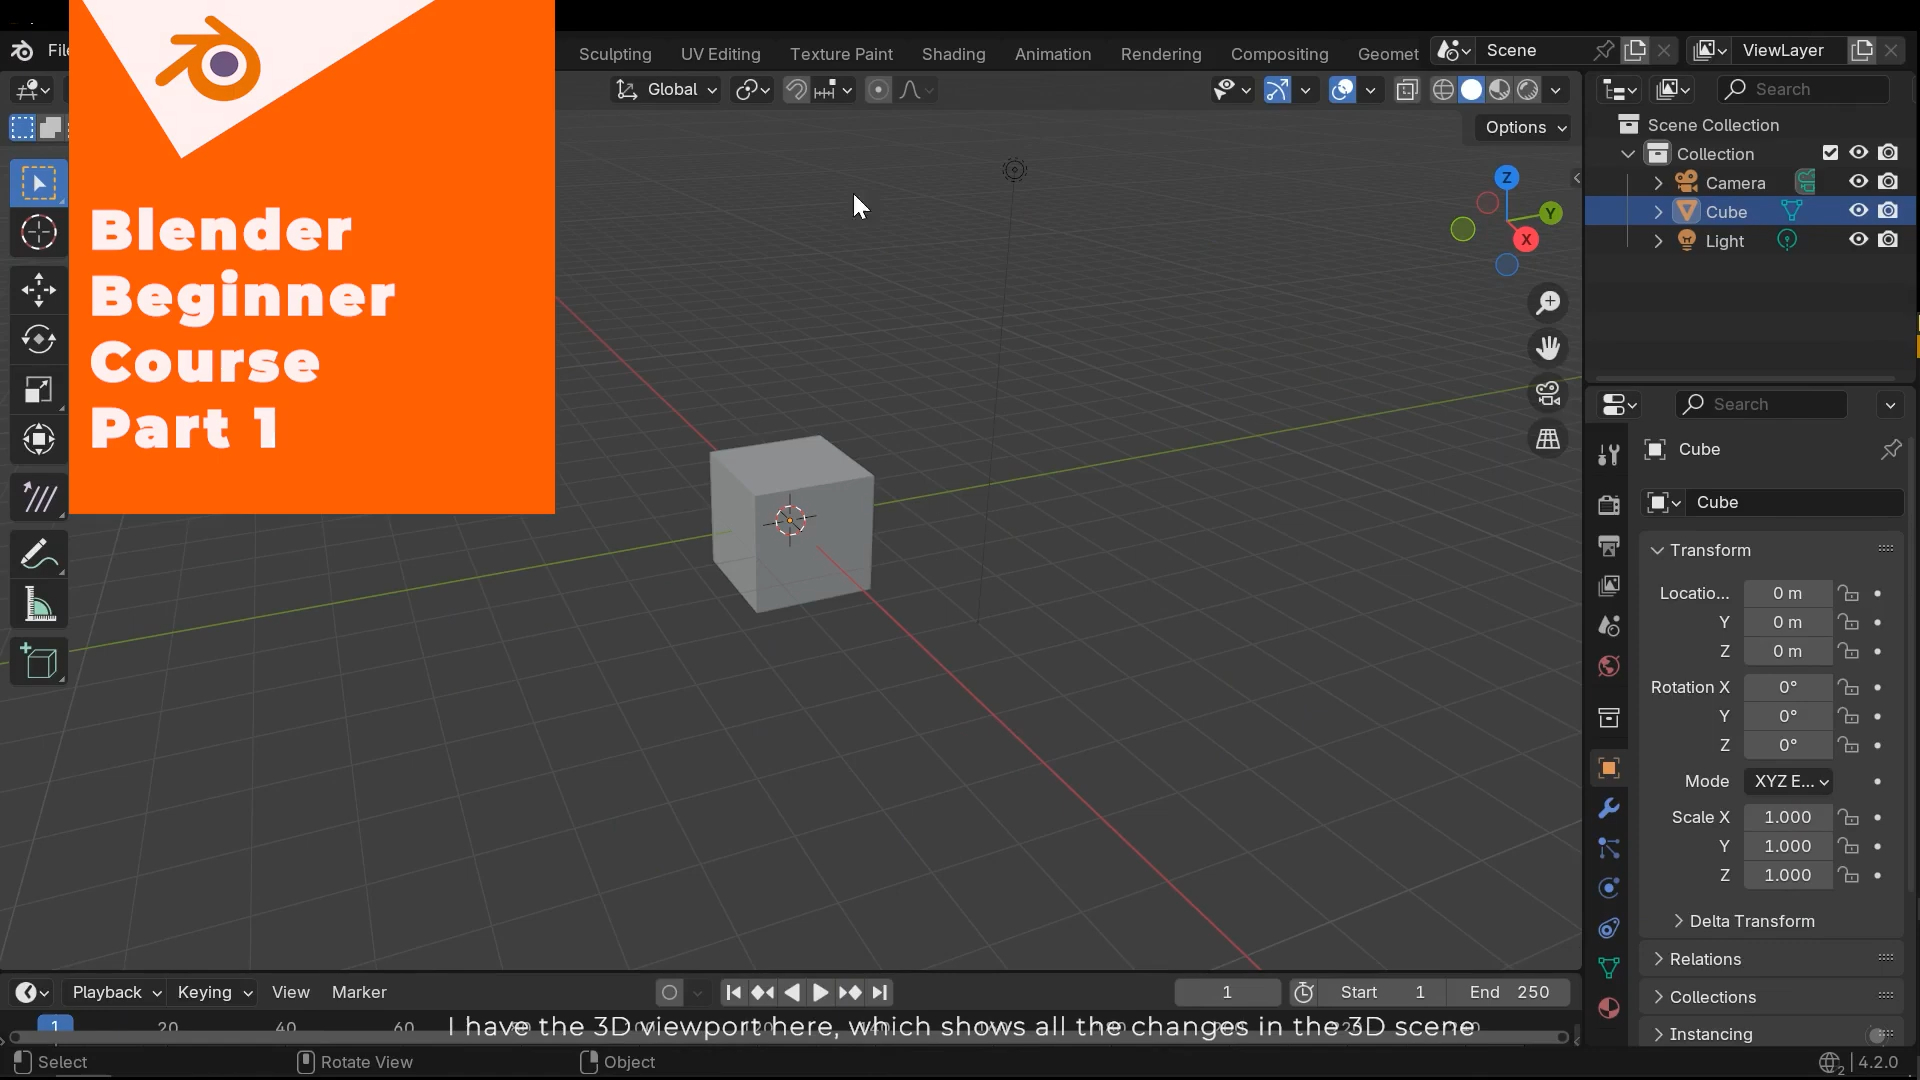 File
Sculpting UV Editing Texture Paint Shading Animation Rendering Compositing Geomet
Scene
ViewLayer
Blender
Beginner
Course
Part 1
Global
Options
X
Y
Z
Search
Scene Collection
Collection
Camera
Cube
Light
Search
Cube
Cube
Transform
Locatio... 0 m
Y 0 m
Z 0 m
Rotation X 0°
Y 0°
Z 0°
Mode XYZ E...
Scale X 1.000
Y 1.000
Z 1.000
Delta Transform
Relations
Collections
Instancing
Playback Keying View Marker
1 Start 1 End 250
1 20 40 60
I have the 3D viewport here, which shows all the changes in the 3D scene
Select Rotate View Object
2 4.2.0